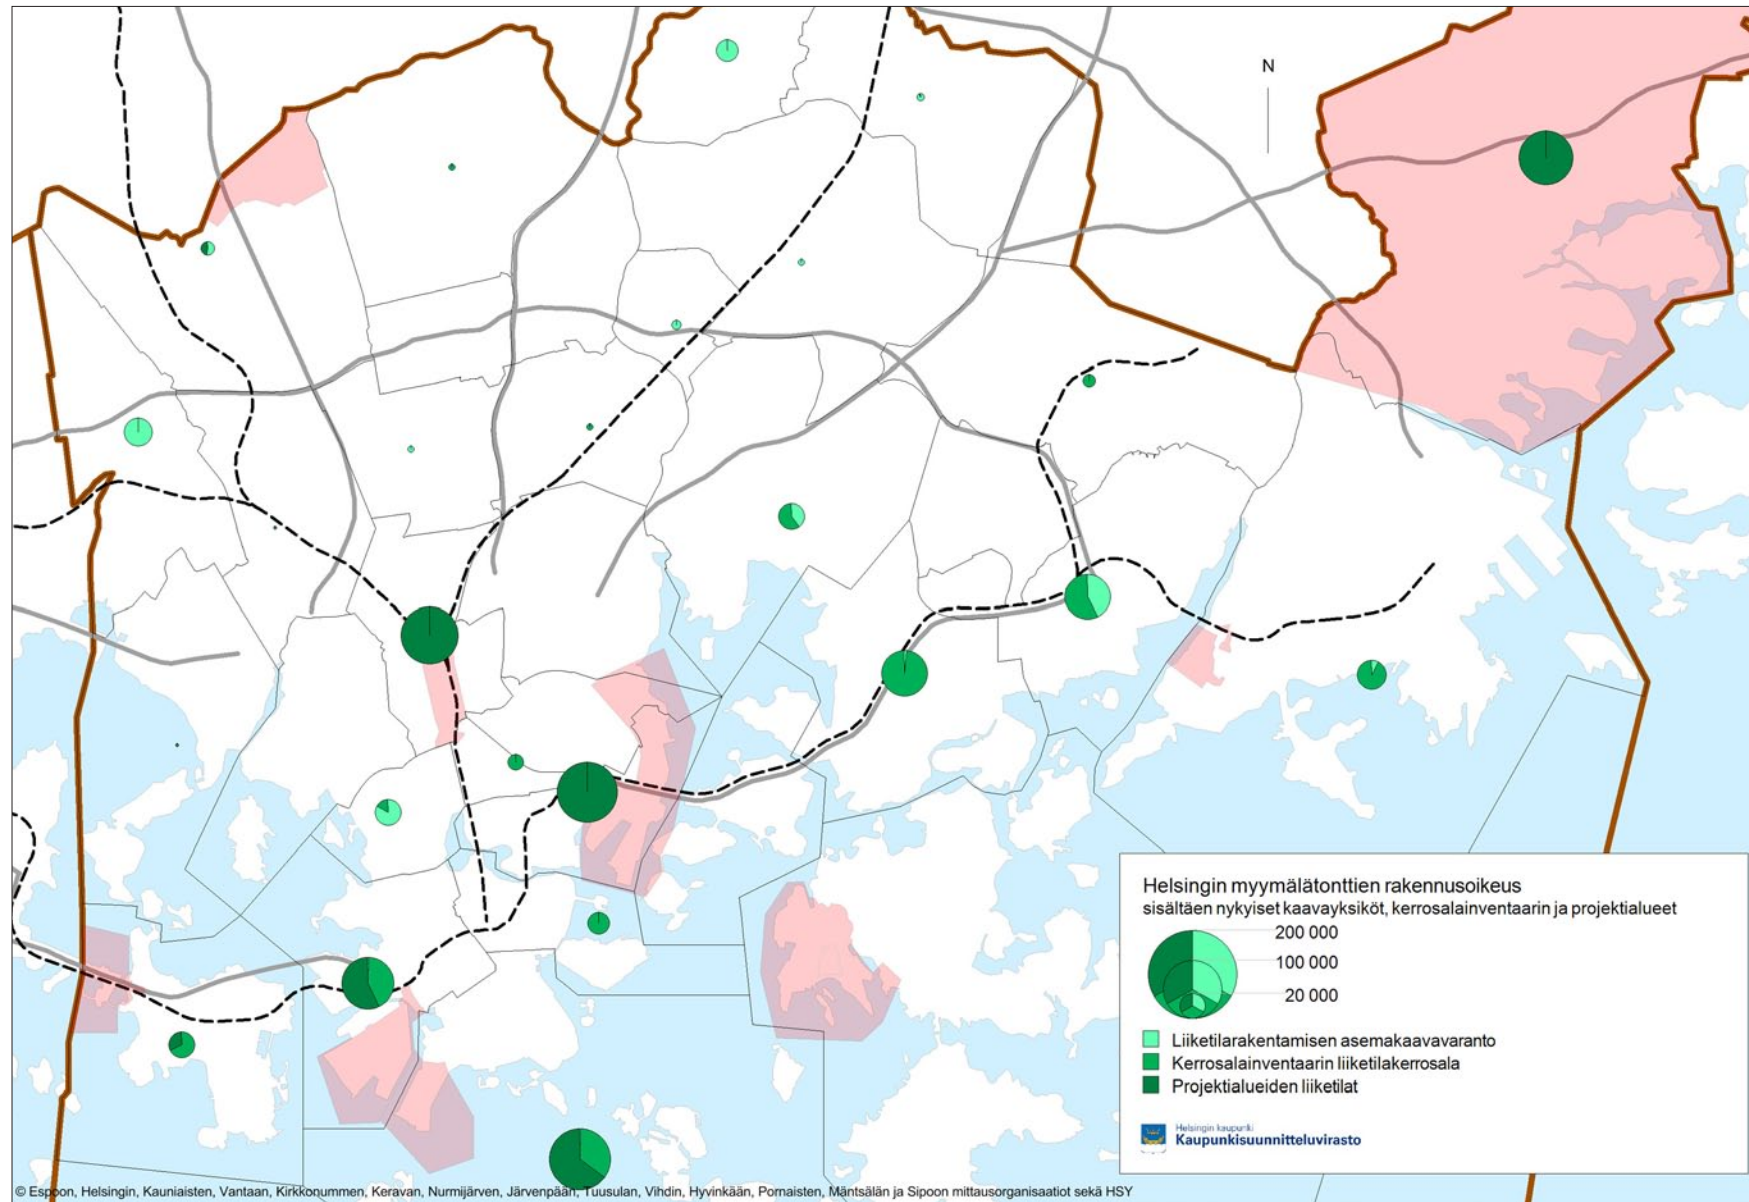 N
Helsingin myymälätonttien rakennusoikeus
sisältäen nykyiset kaavayksiköt, kerrosalainventaarin ja projektialueet
200 000
100 000
20 000
Liiketilarakentamisen asemakaavavaranto
Kerrosalainventaarin liiketilakerrosala
Projektialueiden liiketilat
Helsingin kaupunki
Kaupunkisuunnitteluvirasto
© Espoon, Helsingin, Kauniaisten, Vantaan, Kirkkonummen, Keravan, Nurmijärven, Järvenpään, Tuusulan, Vihdin, Hyvinkään, Pornaisten, Mäntsälän ja Sipoon mittausorganisaatiot sekä HSY